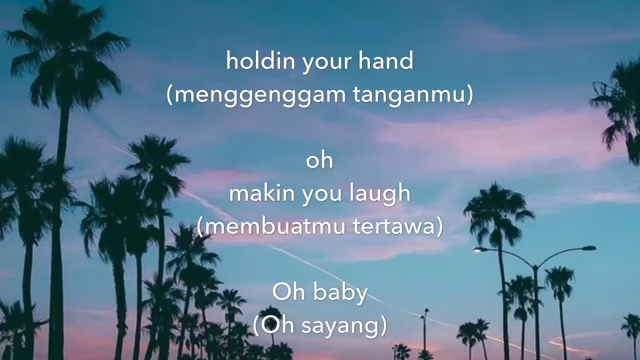 holdin your hand
(menggenggam tanganmu)
oh
makin you laugh
(membuatmu tertawa)
Oh baby
(Oh sayang)